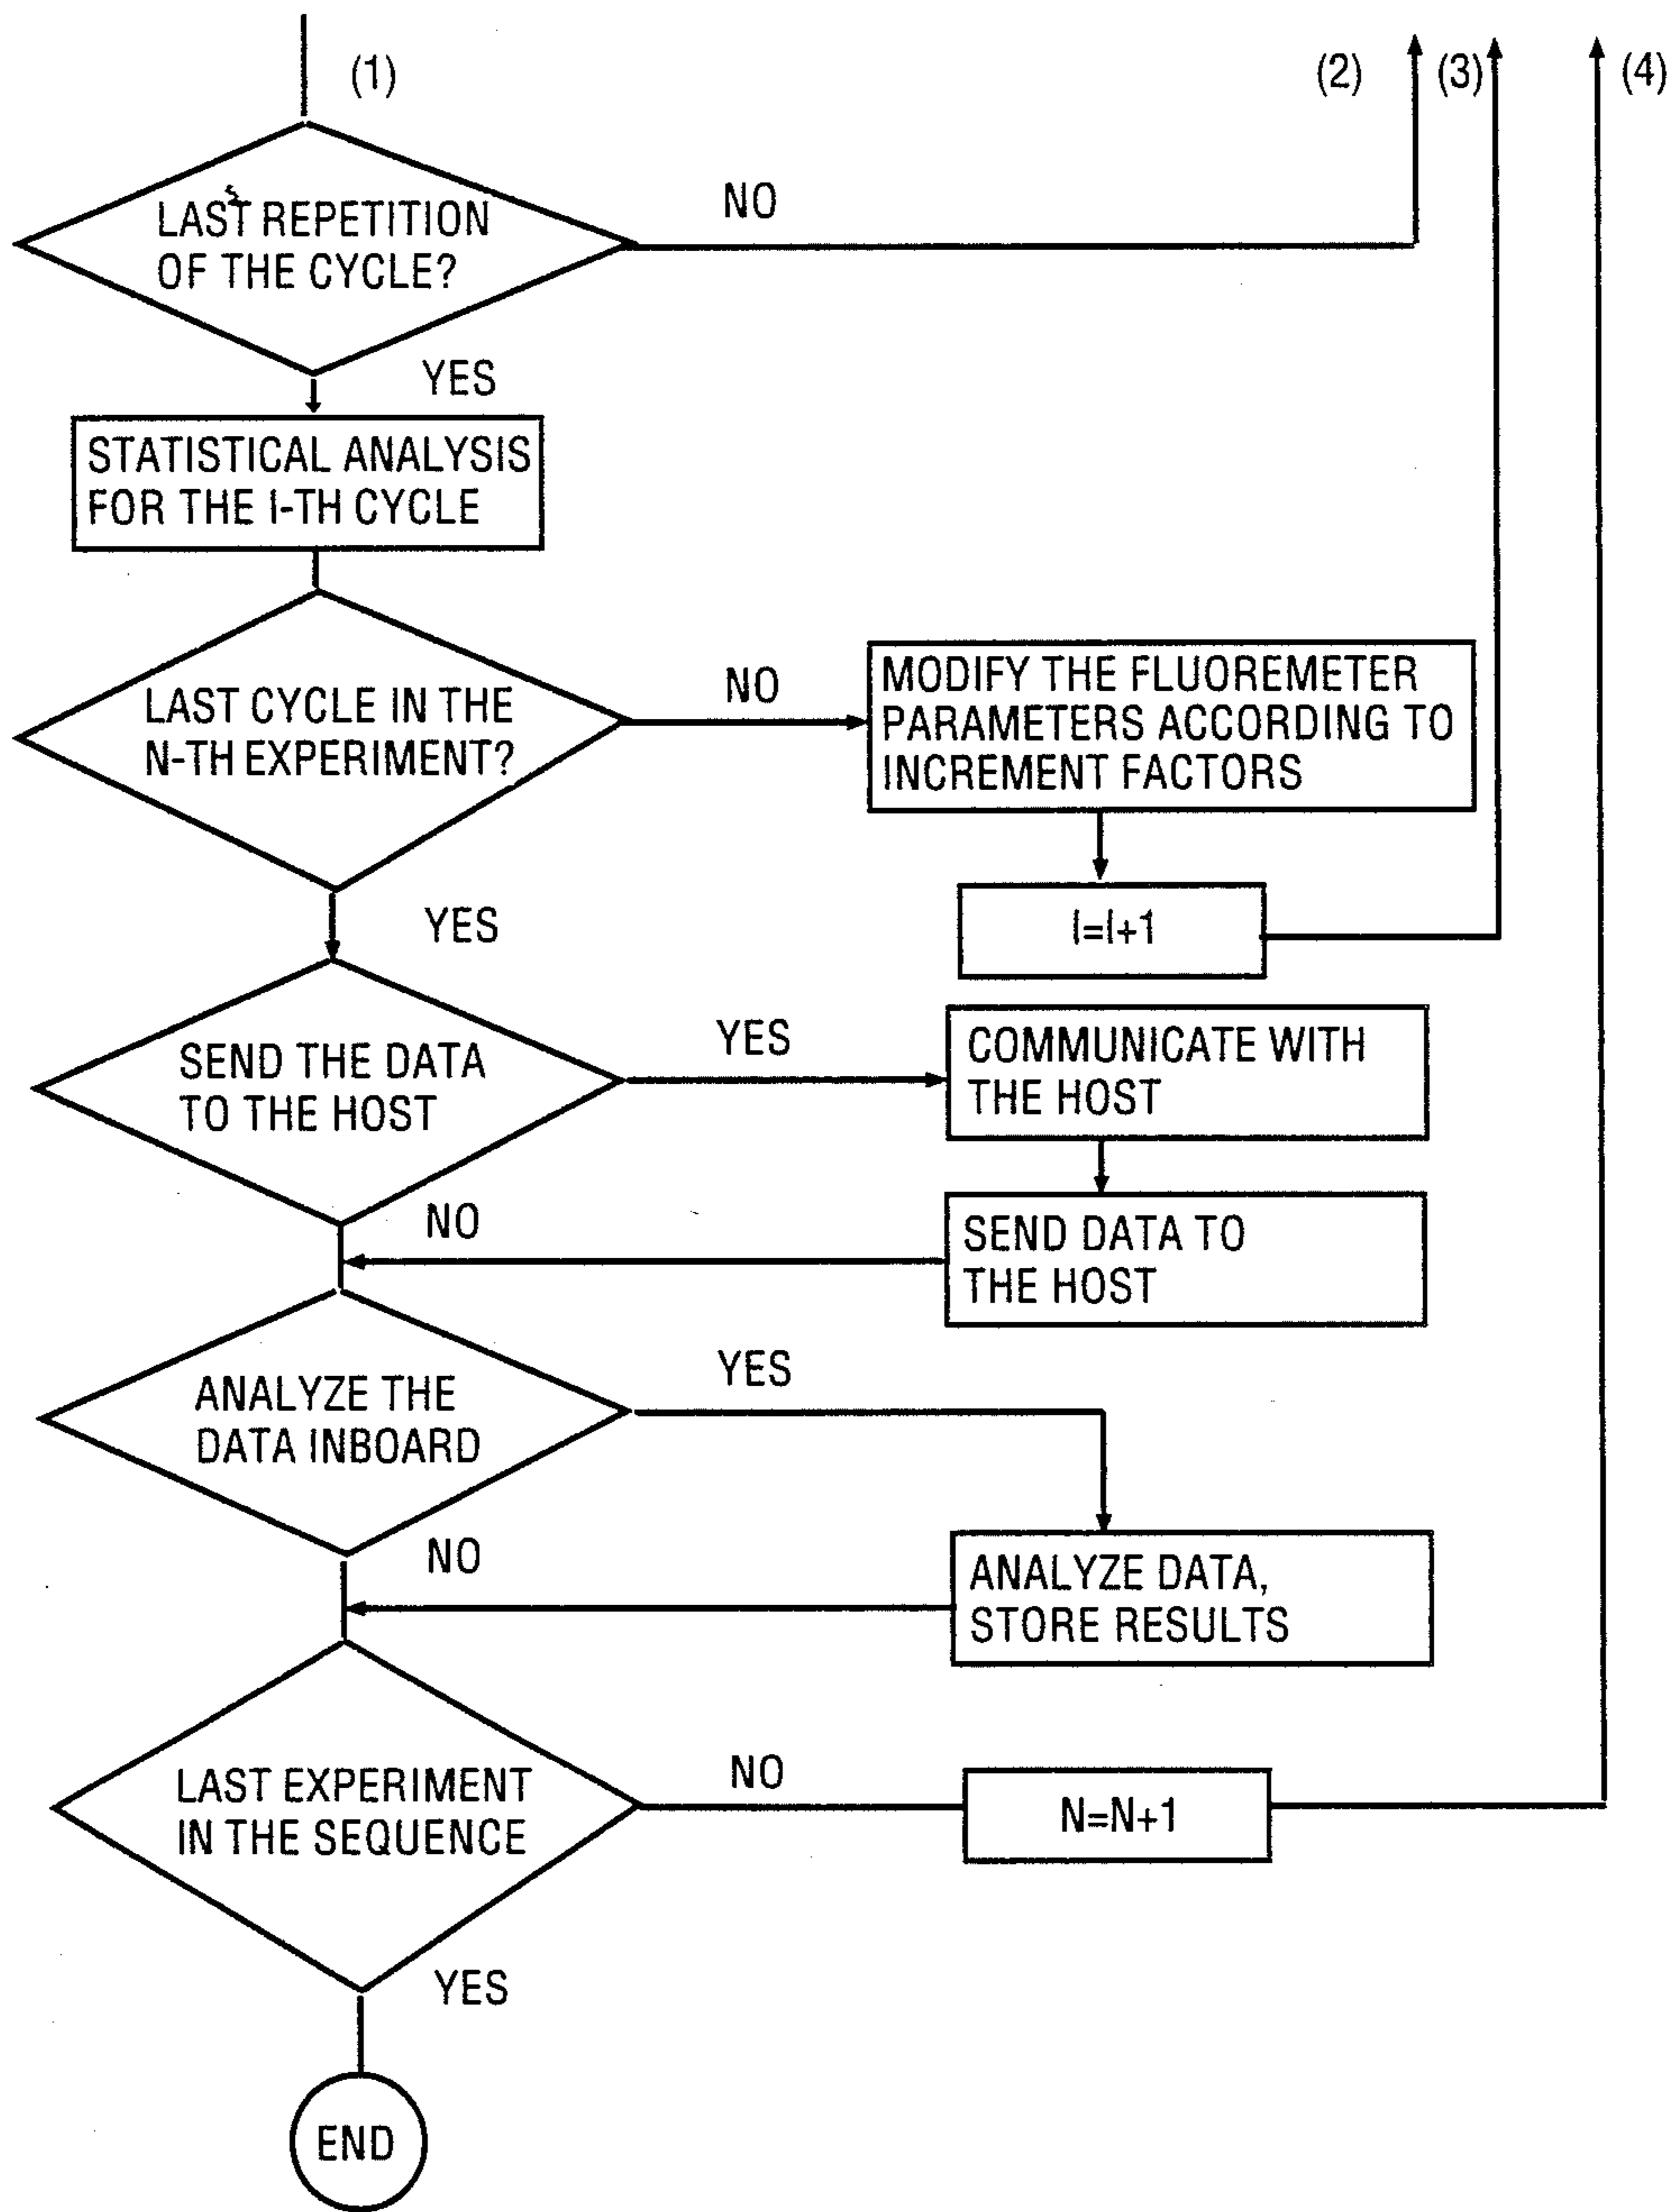 (1)
(2)
(3)
(4)
LAST REPETITION
OF THE CYCLE?
NO
YES
STATISTICAL ANALYSIS
FOR THE I-TH CYCLE
LAST CYCLE IN THE
N-TH EXPERIMENT?
NO
MODIFY THE FLUOREMETER
PARAMETERS ACCORDING TO
INCREMENT FACTORS
YES
I=I+1
SEND THE DATA
TO THE HOST
YES
COMMUNICATE WITH
THE HOST
NO
SEND DATA TO
THE HOST
ANALYZE THE
DATA INBOARD
YES
NO
ANALYZE DATA,
STORE RESULTS
LAST EXPERIMENT
IN THE SEQUENCE
NO
N=N+1
YES
END